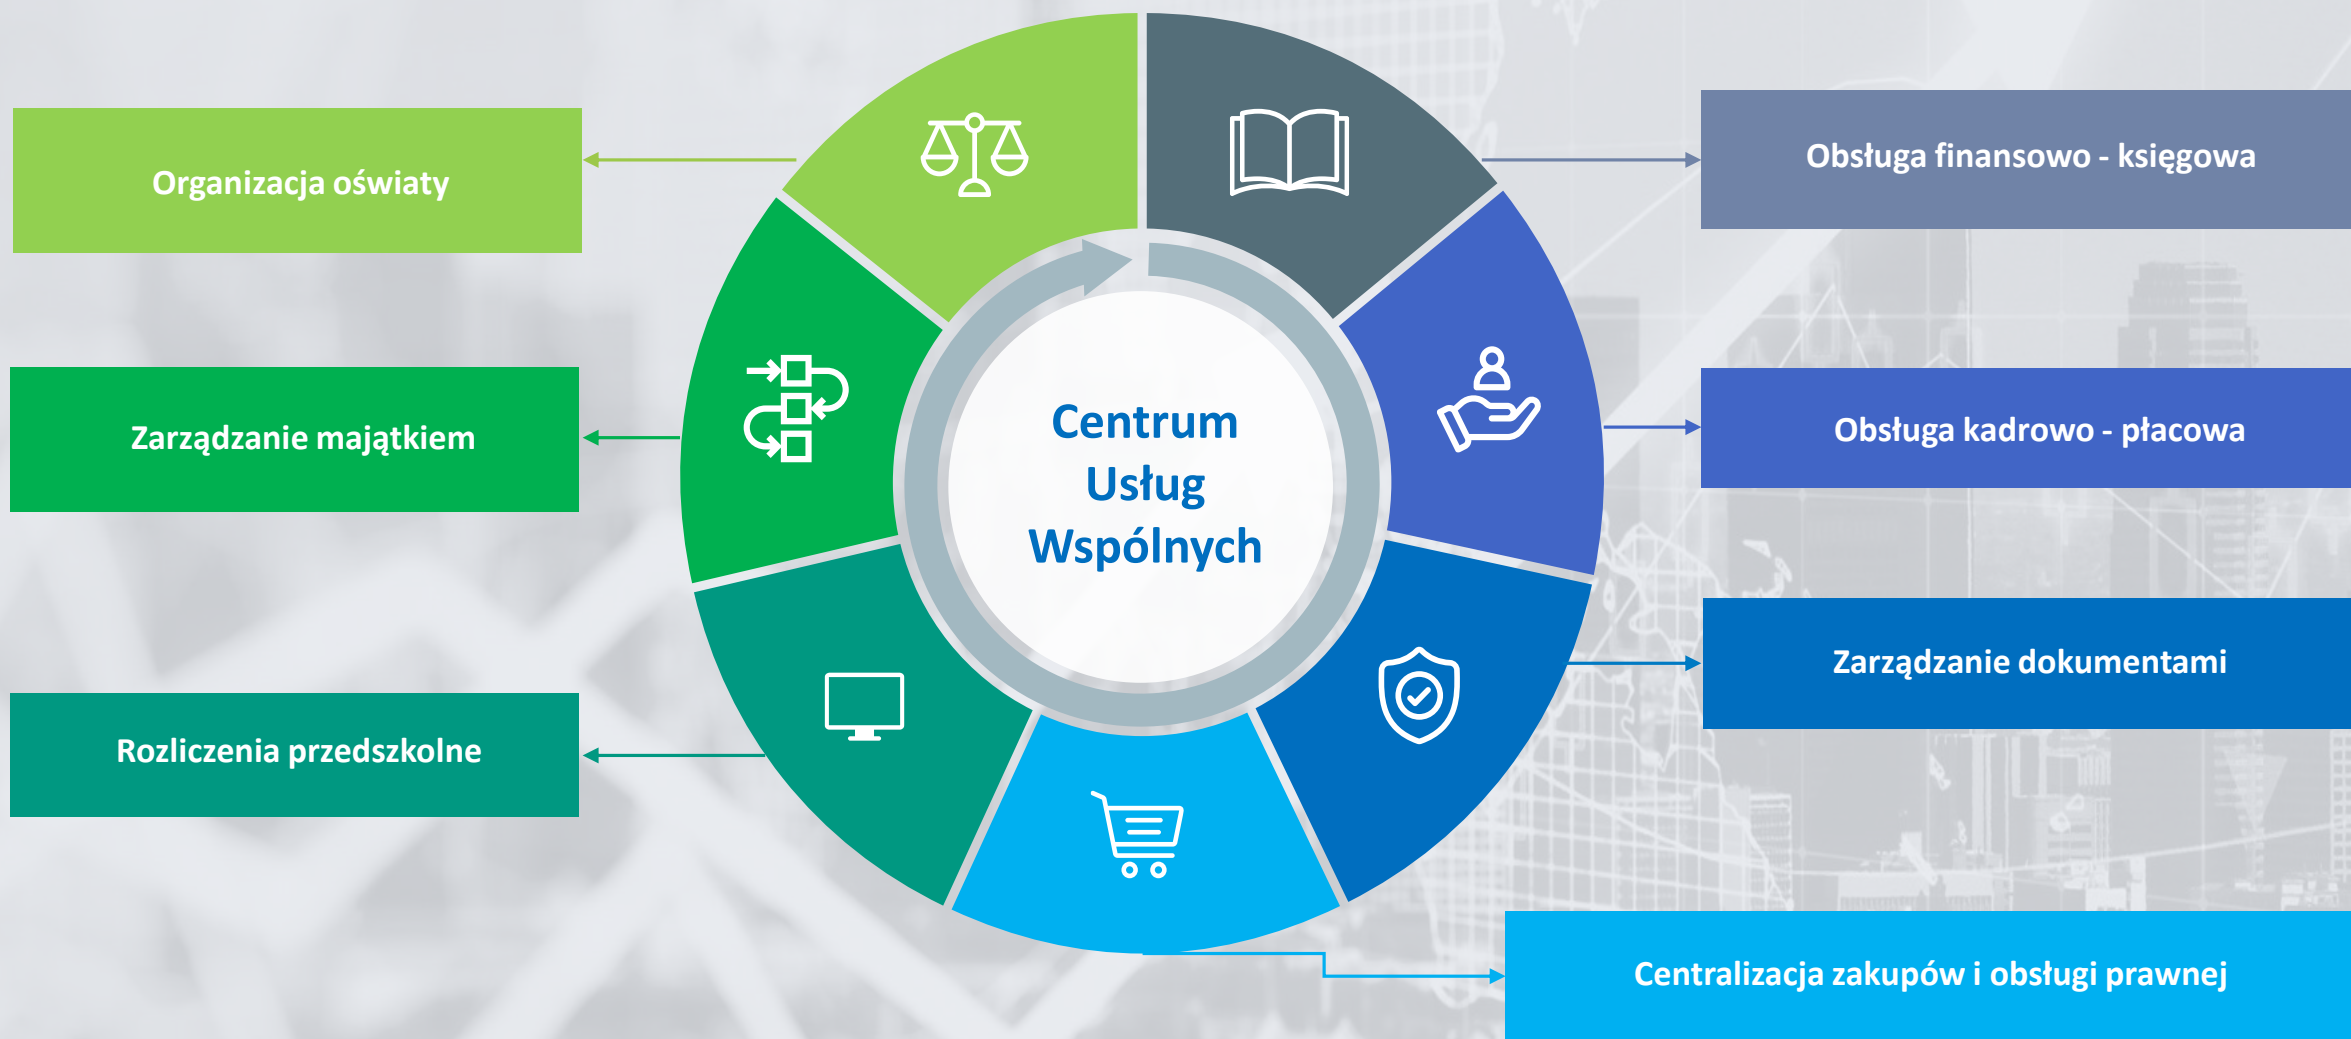 Organizacja oświaty
Zarządzanie majątkiem
Rozliczenia przedszkolne
Centrum
Usług
Wspólnych
Obsługa finansowo - księgowa
Obsługa kadrowo - płacowa
Zarządzanie dokumentami
Centralizacja zakupów i obsługi prawnej